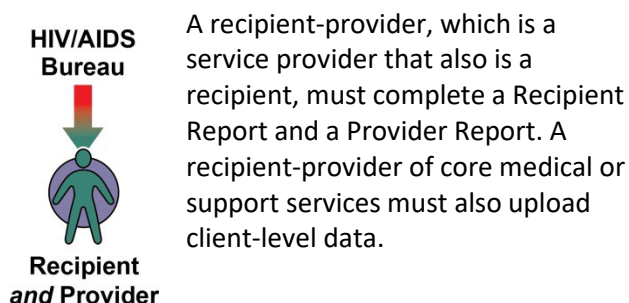 HIV/AIDS
Bureau
Recipient
and Provider
A recipient-provider, which is a
service provider that also is a
recipient, must complete a Recipient
Report and a Provider Report. A
recipient-provider of core medical or
support services must also upload
client-level data.